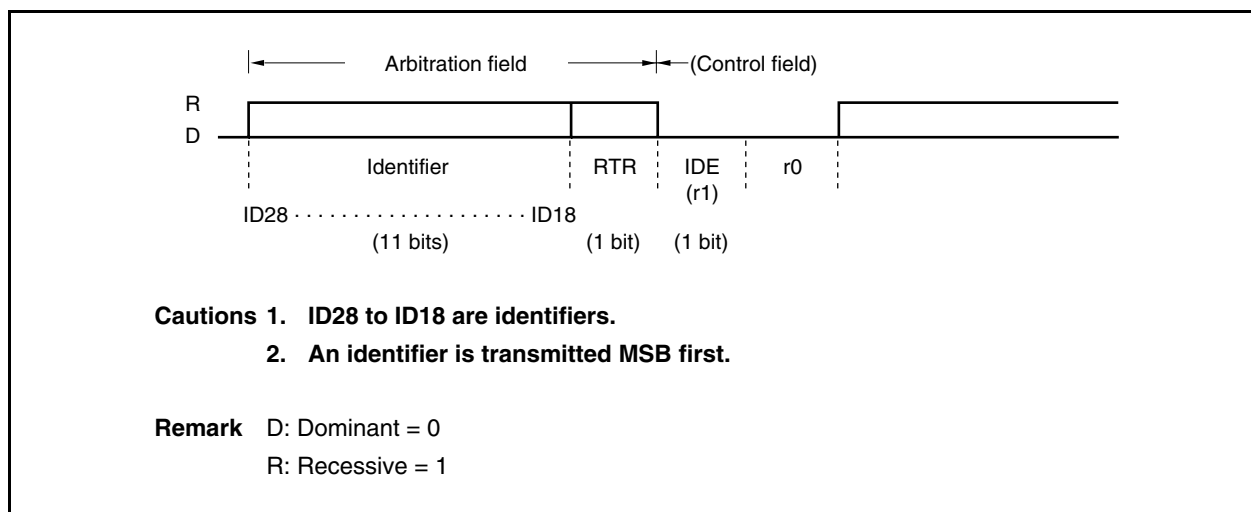 Arbitration field (Control field)
R
D
Identifier RTR IDE r0
(r1)
ID28 · · · · · · · · · · · · · · · · · · · · ID18
(11 bits) (1 bit) (1 bit)
Cautions 1. ID28 to ID18 are identifiers.
2. An identifier is transmitted MSB first.
Remark D: Dominant = 0
R: Recessive = 1